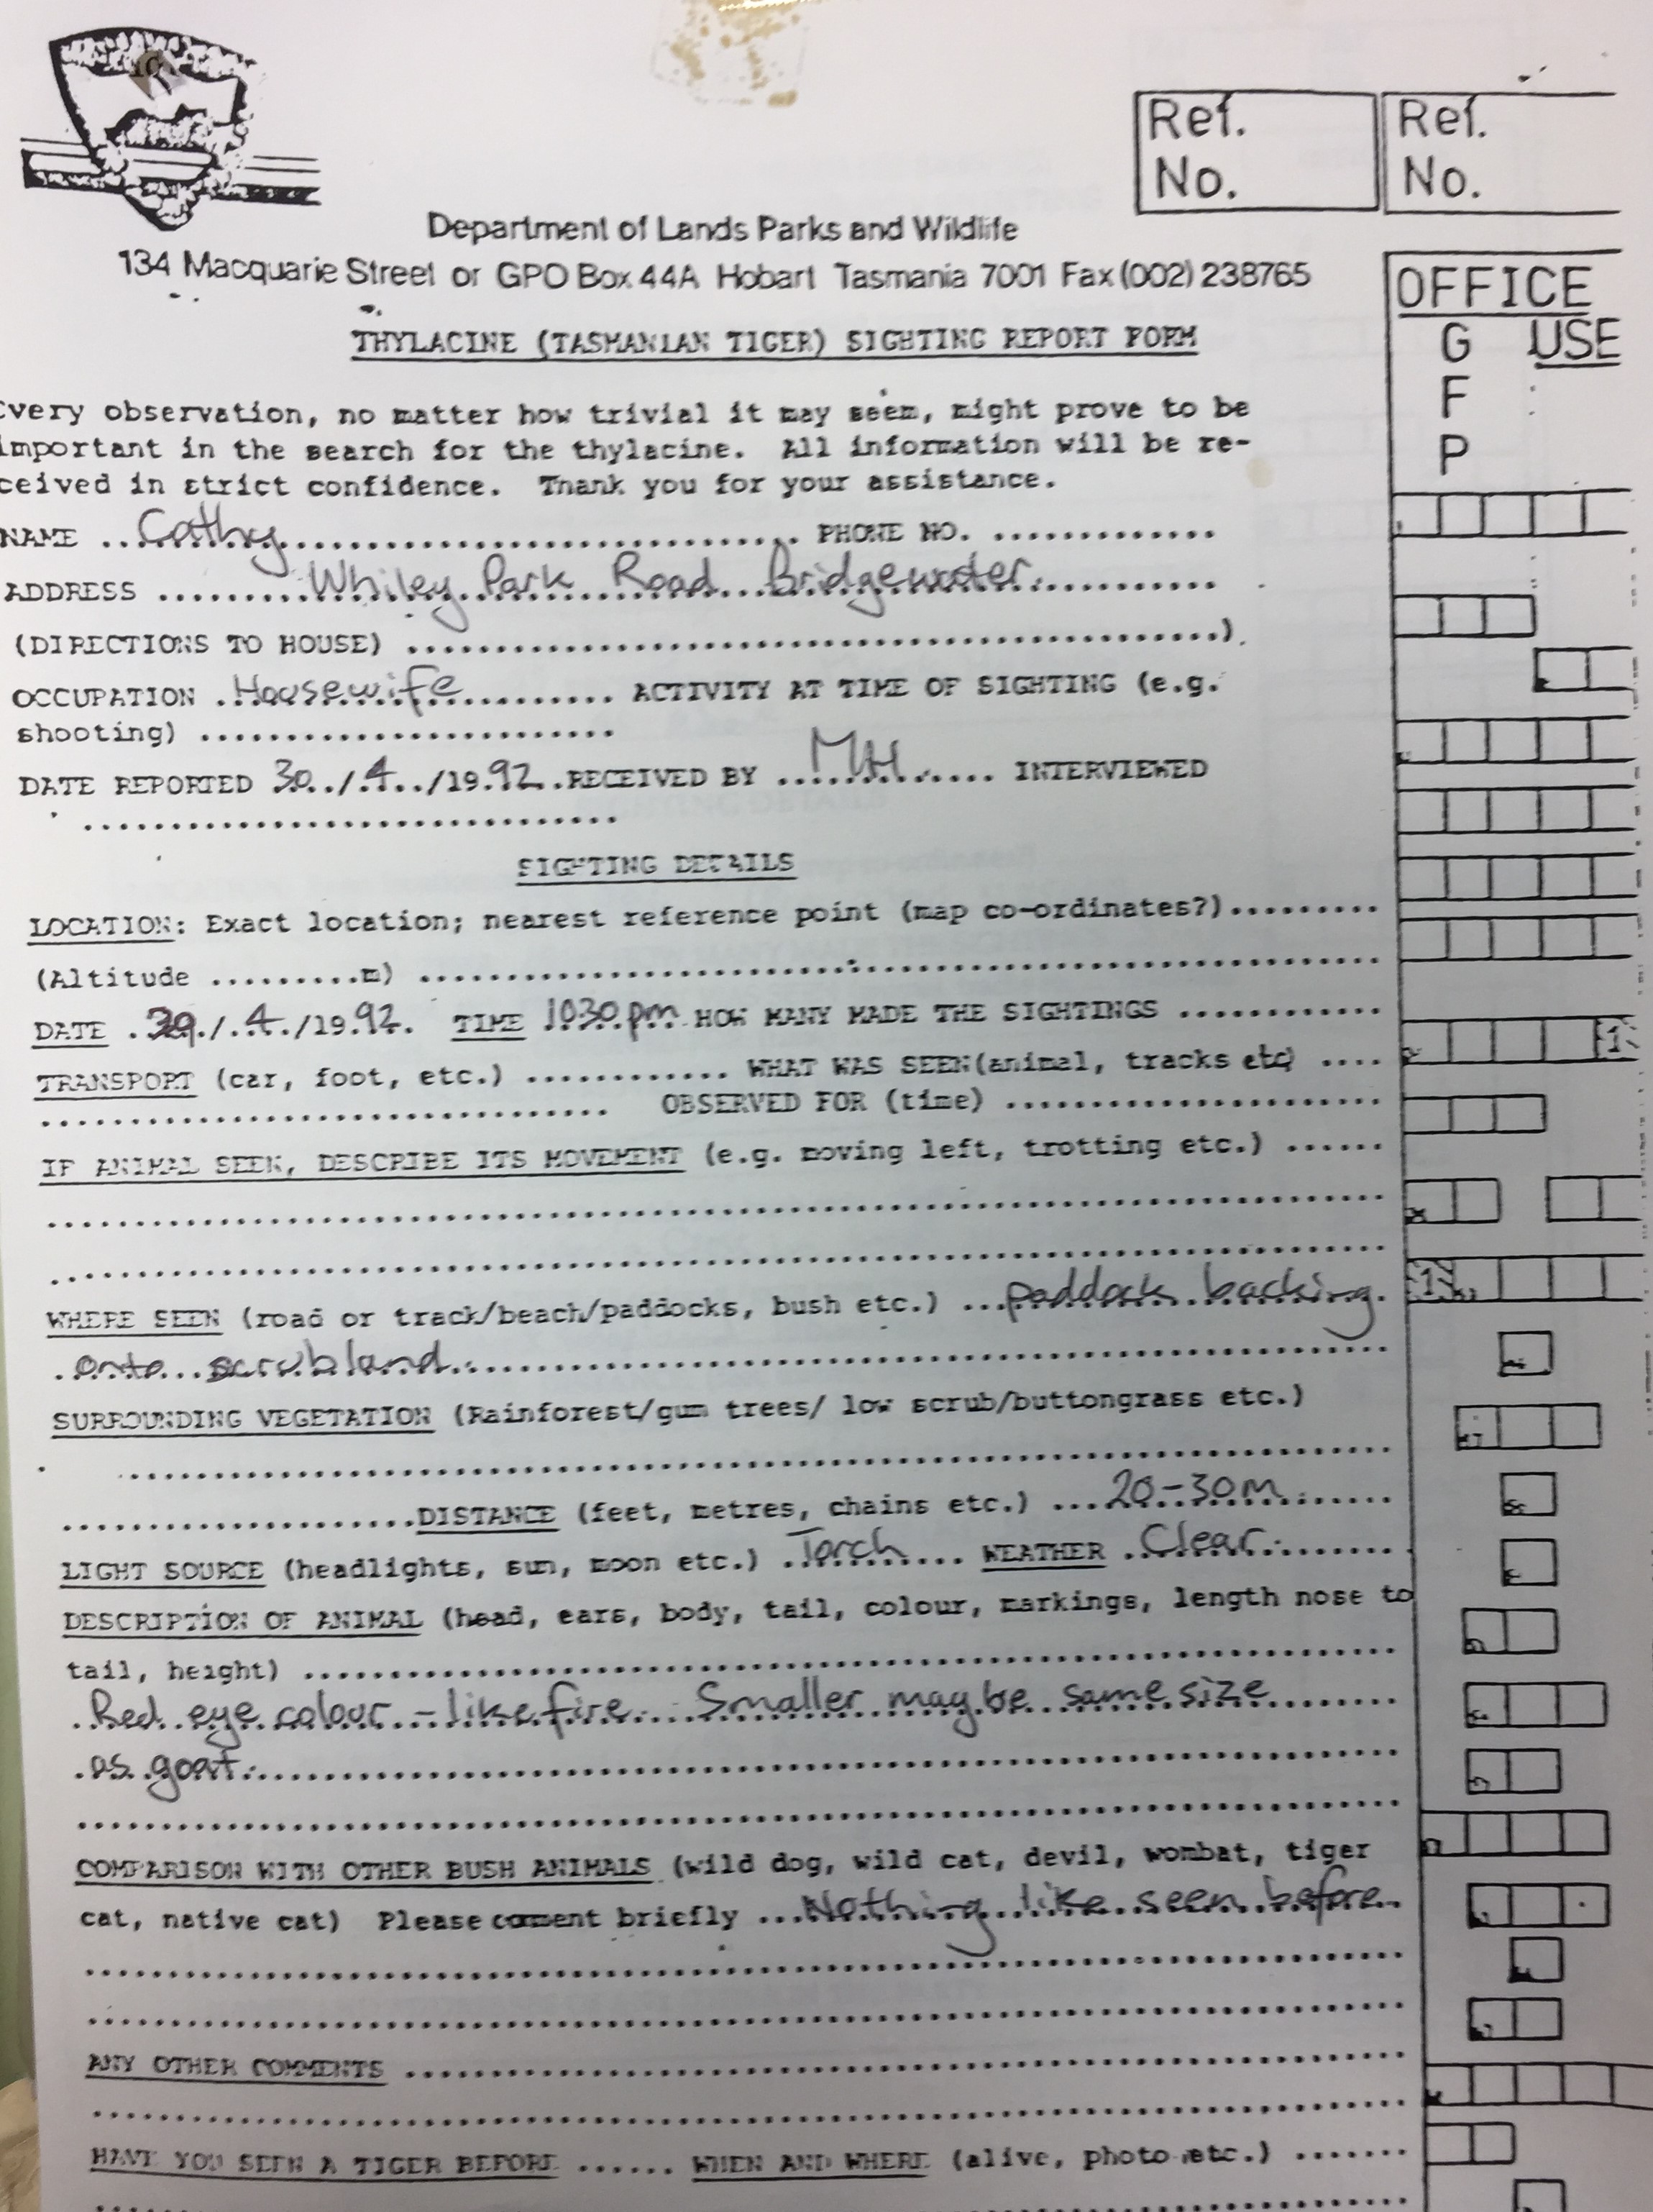 Ref.
No.
Ref.
No.
Department of Lands Parks and Wildlife
134 Macquarie Street or GPO Box 44A Hobart Tasmania 7001 Fax (002) 238765
OFFICE
USE
G
F
P
THYLACINE (TASMANIAN TIGER) SIGHTING REPORT FORM
Every observation, no matter how trivial it may seem, might prove to be
important in the search for the thylacine. All information will be re-
ceived in strict confidence. Thank you for your assistance.
NAME ..Cathy.............................. PHONE NO. .............
ADDRESS .........Whiley Park Road Bridgewater............
(DIRECTIONS TO HOUSE) ........................................).
OCCUPATION .Housewife......... ACTIVITY AT TIME OF SIGHTING (e.g.
shooting) ........................
DATE REPORTED 30../.4../19.92..RECEIVED BY ....MH...... INTERVIEWED
...............................
SIGHTING DETAILS
LOCATION: Exact location; nearest reference point (map co-ordinates?).........
(Altitude .........m) ..........................................................
DATE .29./.4./19.92. TIME 1030pm HOW MANY MADE THE SIGHTINGS ............
TRANSPORT (car, foot, etc.) ............ WHAT WAS SEEN(animal, tracks etc) ....
................................. OBSERVED FOR (time) ......................
IF ANIMAL SEEN, DESCRIBE ITS MOVEMENT (e.g. moving left, trotting etc.) ......
................................................................................
................................................................................
WHERE SEEN (road or track/beach/paddocks, bush etc.) ...paddock backing.
.onto...scrubland...............................................
SURROUNDING VEGETATION (Rainforest/gum trees/ low scrub/buttongrass etc.)
................................................................................
.....................DISTANCE (feet, metres, chains etc.) ...20-30m.......
LIGHT SOURCE (headlights, sun, moon etc.) .Torch.... WEATHER .Clear.........
DESCRIPTION OF ANIMAL (head, ears, body, tail, colour, markings, length nose to
tail, height) ................................................................
.Red eye colour - like fire. Smaller maybe same size.......
.as goat...............................................................
................................................................................
COMPARISON WITH OTHER BUSH ANIMALS (wild dog, wild cat, devil, wombat, tiger
cat, native cat) Please comment briefly ...Nothing like seen before..
................................................................................
................................................................................
ANY OTHER COMMENTS ............................................................
................................................................................
HAVE YOU SEEN A TIGER BEFORE ...... WHEN AND WHERE (alive, photo etc.) .......